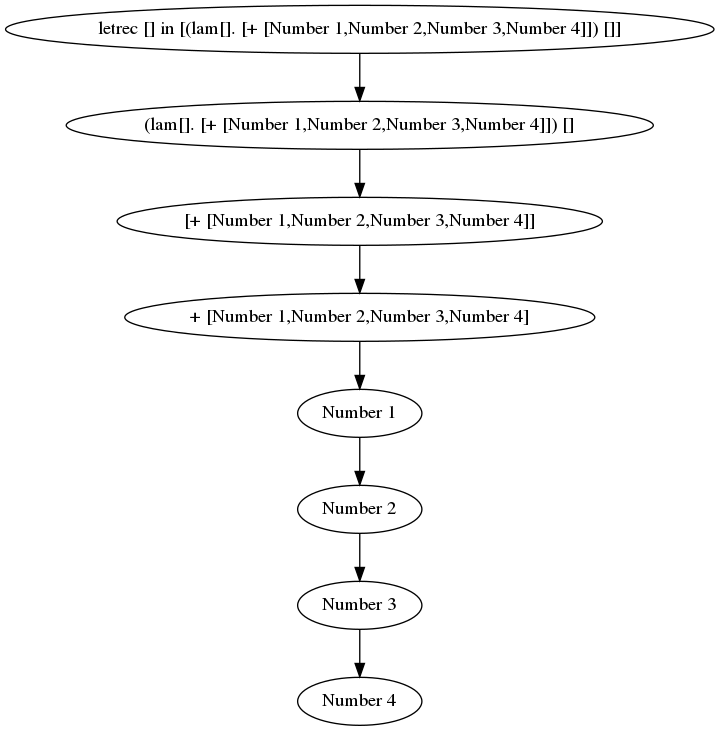 letrec [] in [(lam[]. [+ [Number 1,Number 2,Number 3,Number 4]]) []]
(lam[]. [+ [Number 1,Number 2,Number 3,Number 4]]) []
[+ [Number 1,Number 2,Number 3,Number 4]]
+ [Number 1,Number 2,Number 3,Number 4]
Number 1
Number 2
Number 3
Number 4